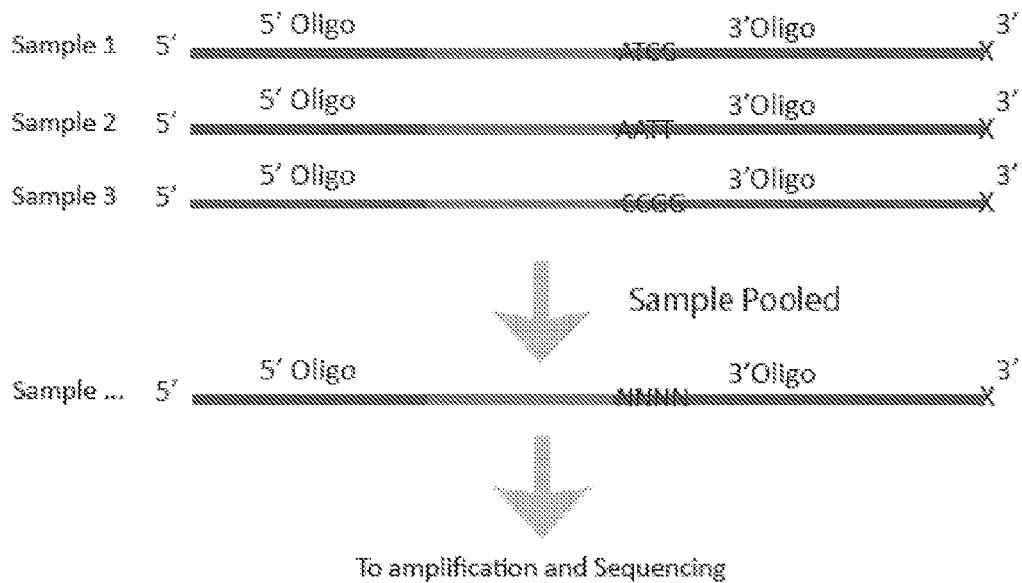 5' Oligo 3'Oligo 3'
Sample 1 5' ATGG X
5' Oligo 3'Oligo 3'
Sample 2 5' AATT X
5' Oligo 3'Oligo 3'
Sample 3 5' CCGG X
Sample Pooled
5' Oligo 3'Oligo 3'
Sample ... 5' NNNN X
To amplification and Sequencing